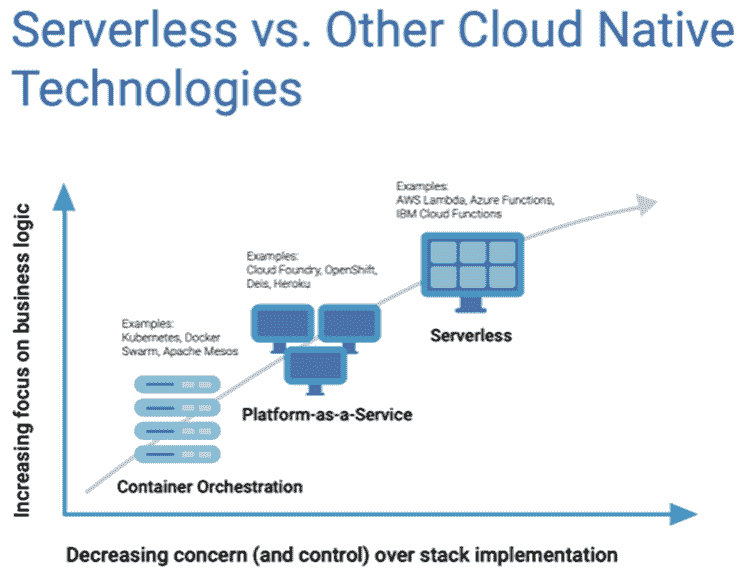 Serverless vs. Other Cloud Native
Technologies
Increasing focus on business logic
Examples:
AWS Lambda, Azure Functions,
IBM Cloud Functions
Serverless
Examples:
Cloud Foundry, OpenShift,
Deis, Heroku
Platform-as-a-Service
Examples:
Kubernetes, Docker
Swarm, Apache Mesos
Container Orchestration
Decreasing concern (and control) over stack implementation